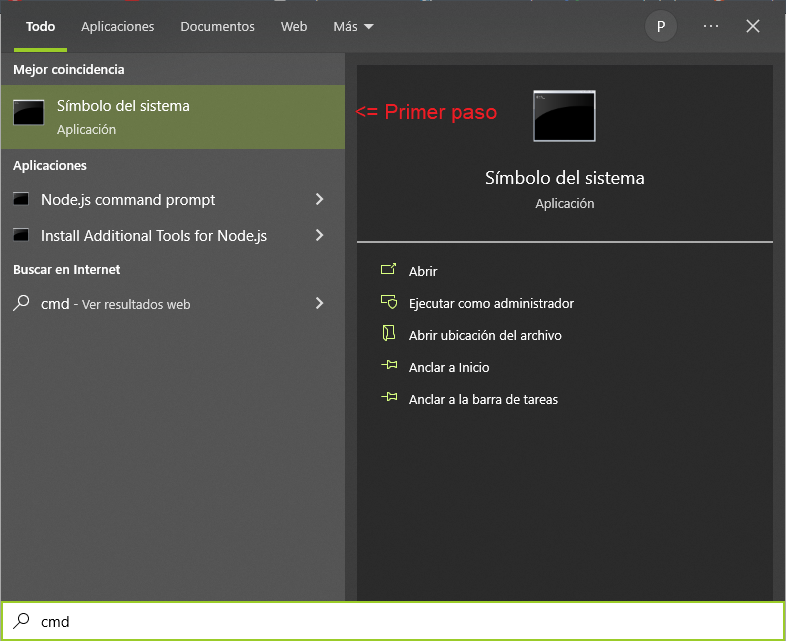 Todo Aplicaciones Documentos Web Más P ...
Mejor coincidencia
Símbolo del sistema
Aplicación
<= Primer paso
Aplicaciones
Node.js command prompt
Install Additional Tools for Node.js
Buscar en Internet
cmd - Ver resultados web
Símbolo del sistema
Aplicación
Abrir
Ejecutar como administrador
Abrir ubicación del archivo
Anclar a Inicio
Anclar a la barra de tareas
cmd